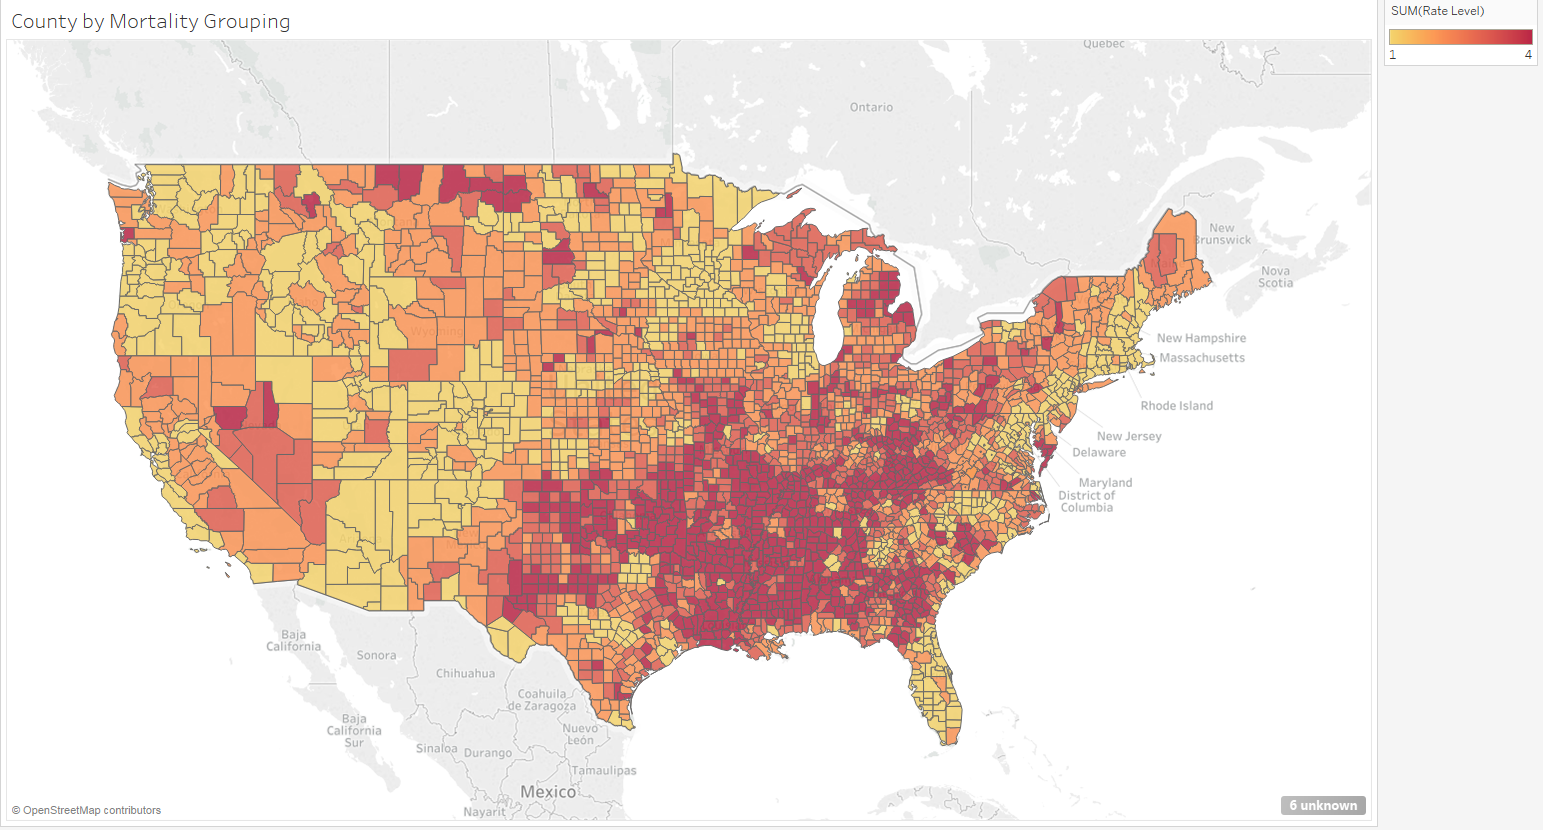 County by Mortality Grouping
SUM(Rate Level)
1
4
Quebec
Ontario
New
Brunswick
Nova
Scotia
New Hampshire
Massachusetts
Rhode Island
New Jersey
Delaware
Maryland
District of
Columbia
Wyoming
Baja
California
Sonora
Chihuahua
Coahuila
de Zaragoza
Baja
California
Sur
Nuevo
León
Sinaloa
Durango
Tamaulipas
Mexico
Nayarit
© OpenStreetMap contributors
6 unknown